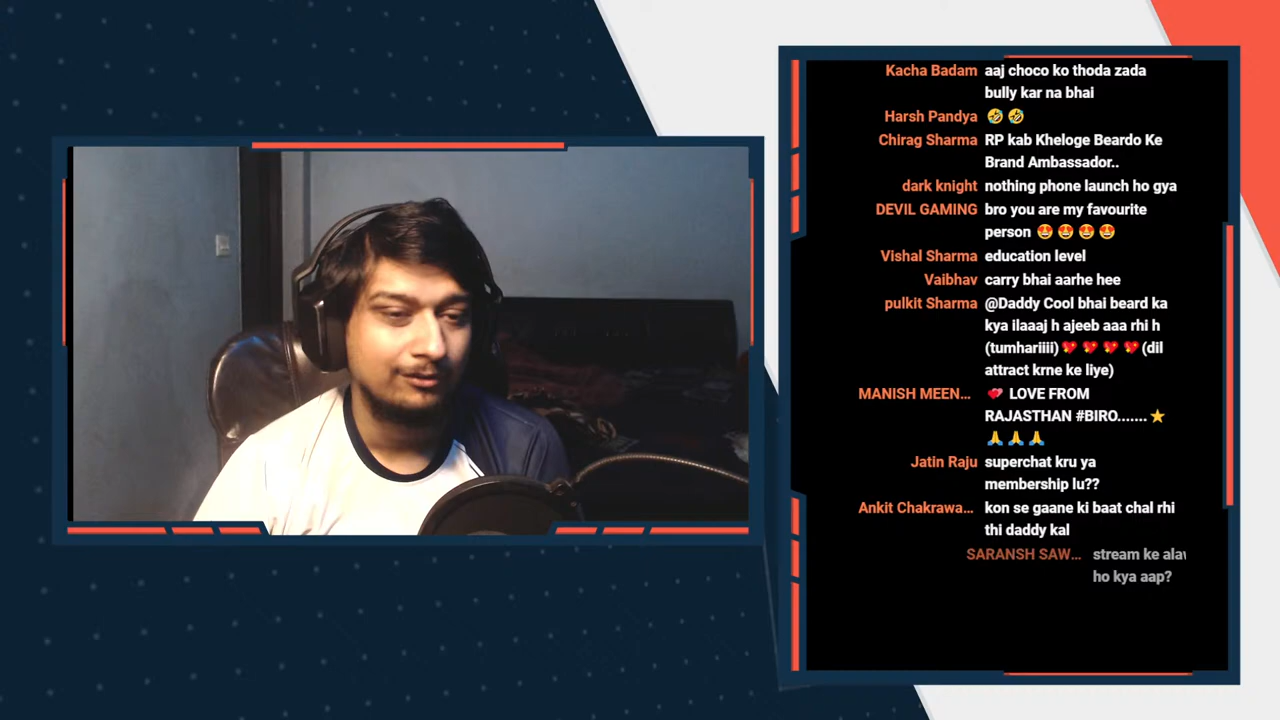 Kacha Badam aaj choco ko thoda zada
bully kar na bhai
Harsh Pandya 🤣 🤣
Chirag Sharma RP kab Kheloge Beardo Ke
Brand Ambassador..
dark knight nothing phone launch ho gya
DEVIL GAMING bro you are my favourite
person 😍 😍 😍 😍
Vishal Sharma education level
Vaibhav carry bhai aarhe hee
pulkit Sharma @Daddy Cool bhai beard ka
kya ilaaaj h ajeeb aaa rhi h
(tumhariiii) 💖 💖 💖 💖 (dil
attract krne ke liye)
MANISH MEEN... 💕 LOVE FROM
RAJASTHAN #BIRO....... ⭐
🙏 🙏 🙏
Jatin Raju superchat kru ya
membership lu??
Ankit Chakrawa... kon se gaane ki baat chal rhi
thi daddy kal
SARANSH SAW... stream ke
ho kya aap?